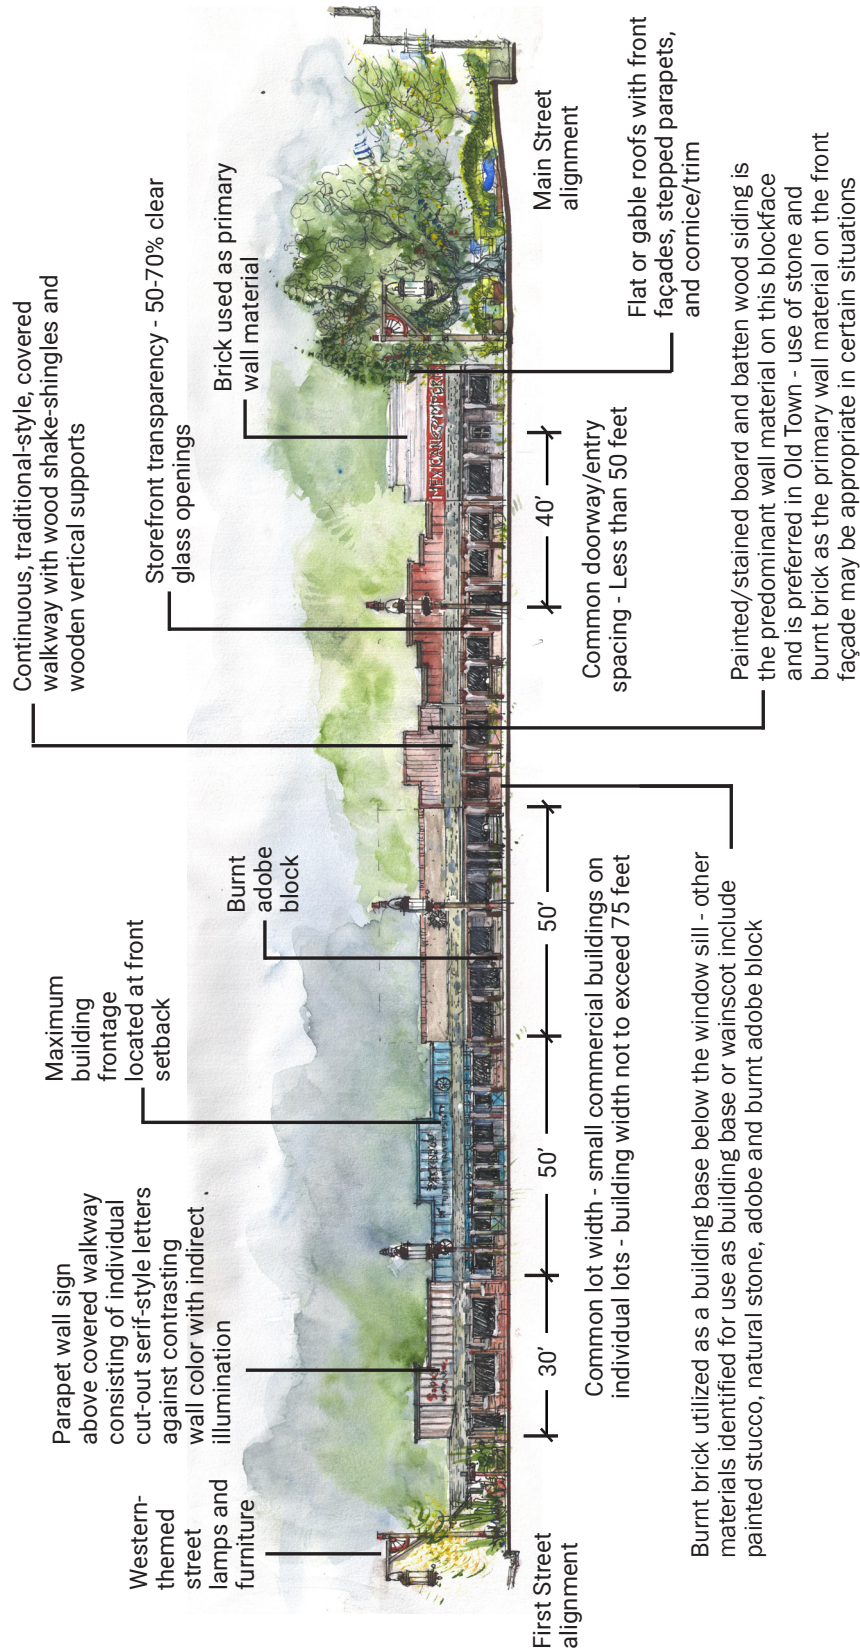 Western-
themed
street
lamps and
furniture
Parapet wall sign
above covered walkway
consisting of individual
cut-out serif-style letters
against contrasting
wall color with indirect
illumination
Maximum
building
frontage
located at front
setback
Burnt
adobe
block
Continuous, traditional-style, covered
walkway with wood shake-shingles and
wooden vertical supports
Storefront transparency - 50-70% clear
glass openings
Brick used as primary
wall material
First Street
alignment
30’
50’
50’
40’
Main Street
alignment
Common lot width - small commercial buildings on
individual lots - building width not to exceed 75 feet
Common doorway/entry
spacing - Less than 50 feet
Flat or gable roofs with front
façades, stepped parapets,
and cornice/trim
Burnt brick utilized as a building base below the window sill - other
materials identified for use as building base or wainscot include
painted stucco, natural stone, adobe and burnt adobe block
Painted/stained board and batten wood siding is
the predominant wall material on this blockface
and is preferred in Old Town - use of stone and
burnt brick as the primary wall material on the front
façade may be appropriate in certain situations